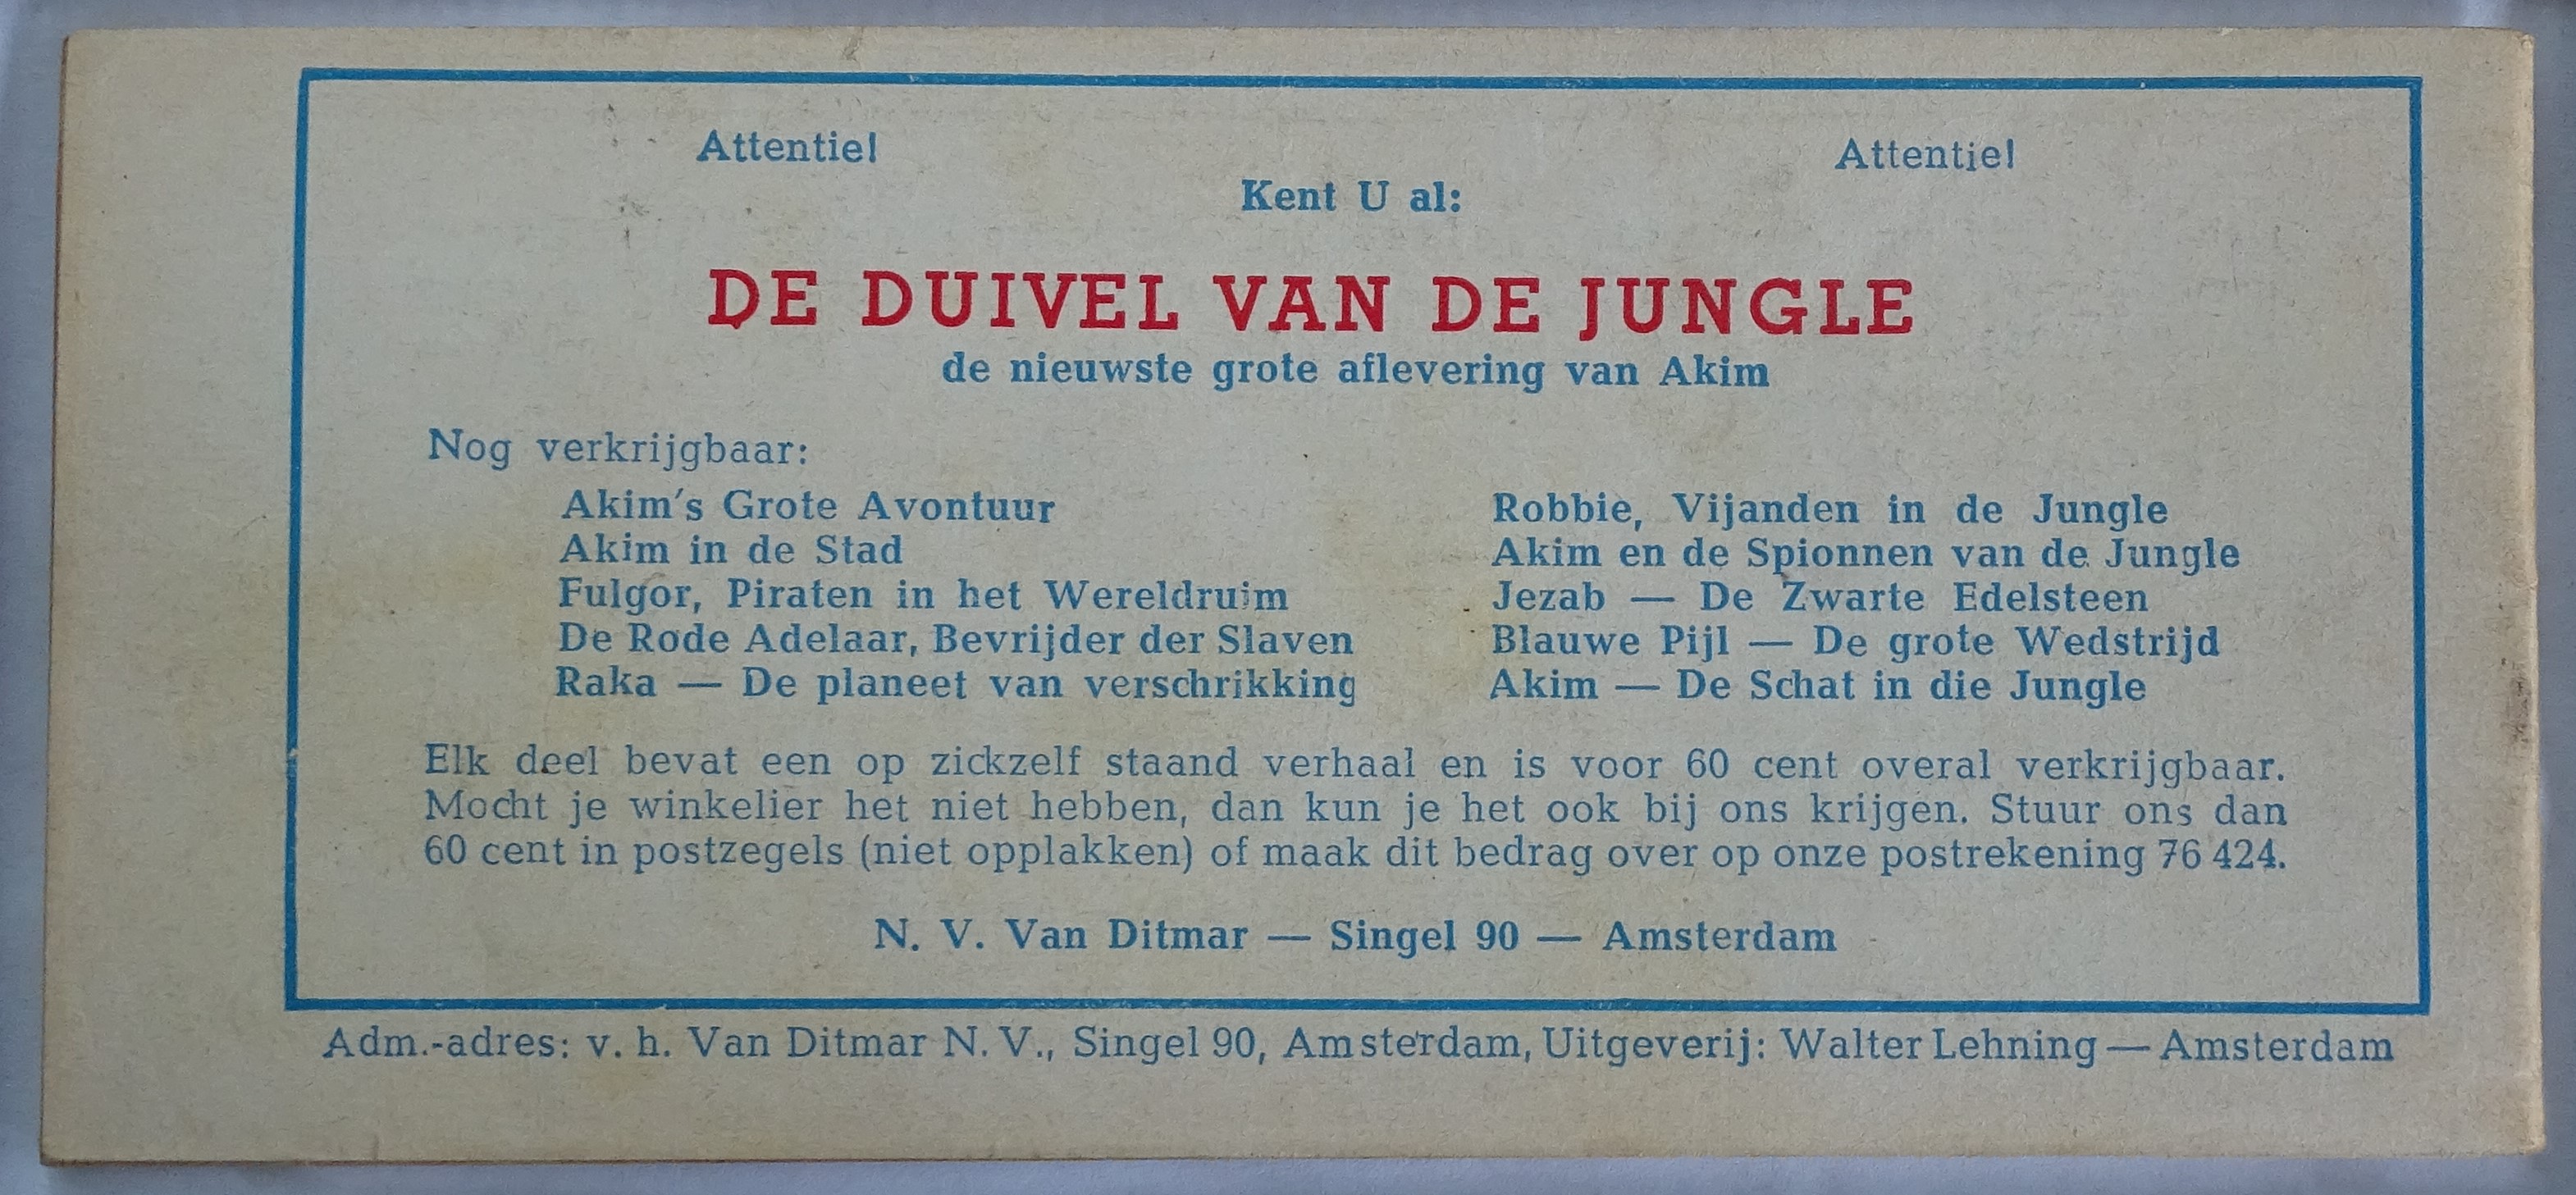 Attentie! Attentie!
Kent U al:
DE DUIVEL VAN DE JUNGLE
de nieuwste grote aflevering van Akim
Nog verkrijgbaar:
Akim's Grote Avontuur
Akim in de Stad
Fulgor, Piraten in het Wereldruim
De Rode Adelaar, Bevrijder der Slaven
Raka — De planeet van verschrikking
Robbie, Vijanden in de Jungle
Akim en de Spionnen van de Jungle
Jezab — De Zwarte Edelsteen
Blauwe Pijl — De grote Wedstrijd
Akim — De Schat in die Jungle
Elk deel bevat een op zickzelf staand verhaal en is voor 60 cent overal verkrijgbaar.
Mocht je winkelier het niet hebben, dan kun je het ook bij ons krijgen. Stuur ons dan
60 cent in postzegels (niet opplakken) of maak dit bedrag over op onze postrekening 76 424.
N. V. Van Ditmar — Singel 90 — Amsterdam
Adm.-adres: v. h. Van Ditmar N. V., Singel 90, Amsterdam, Uitgeverij: Walter Lehning — Amsterdam